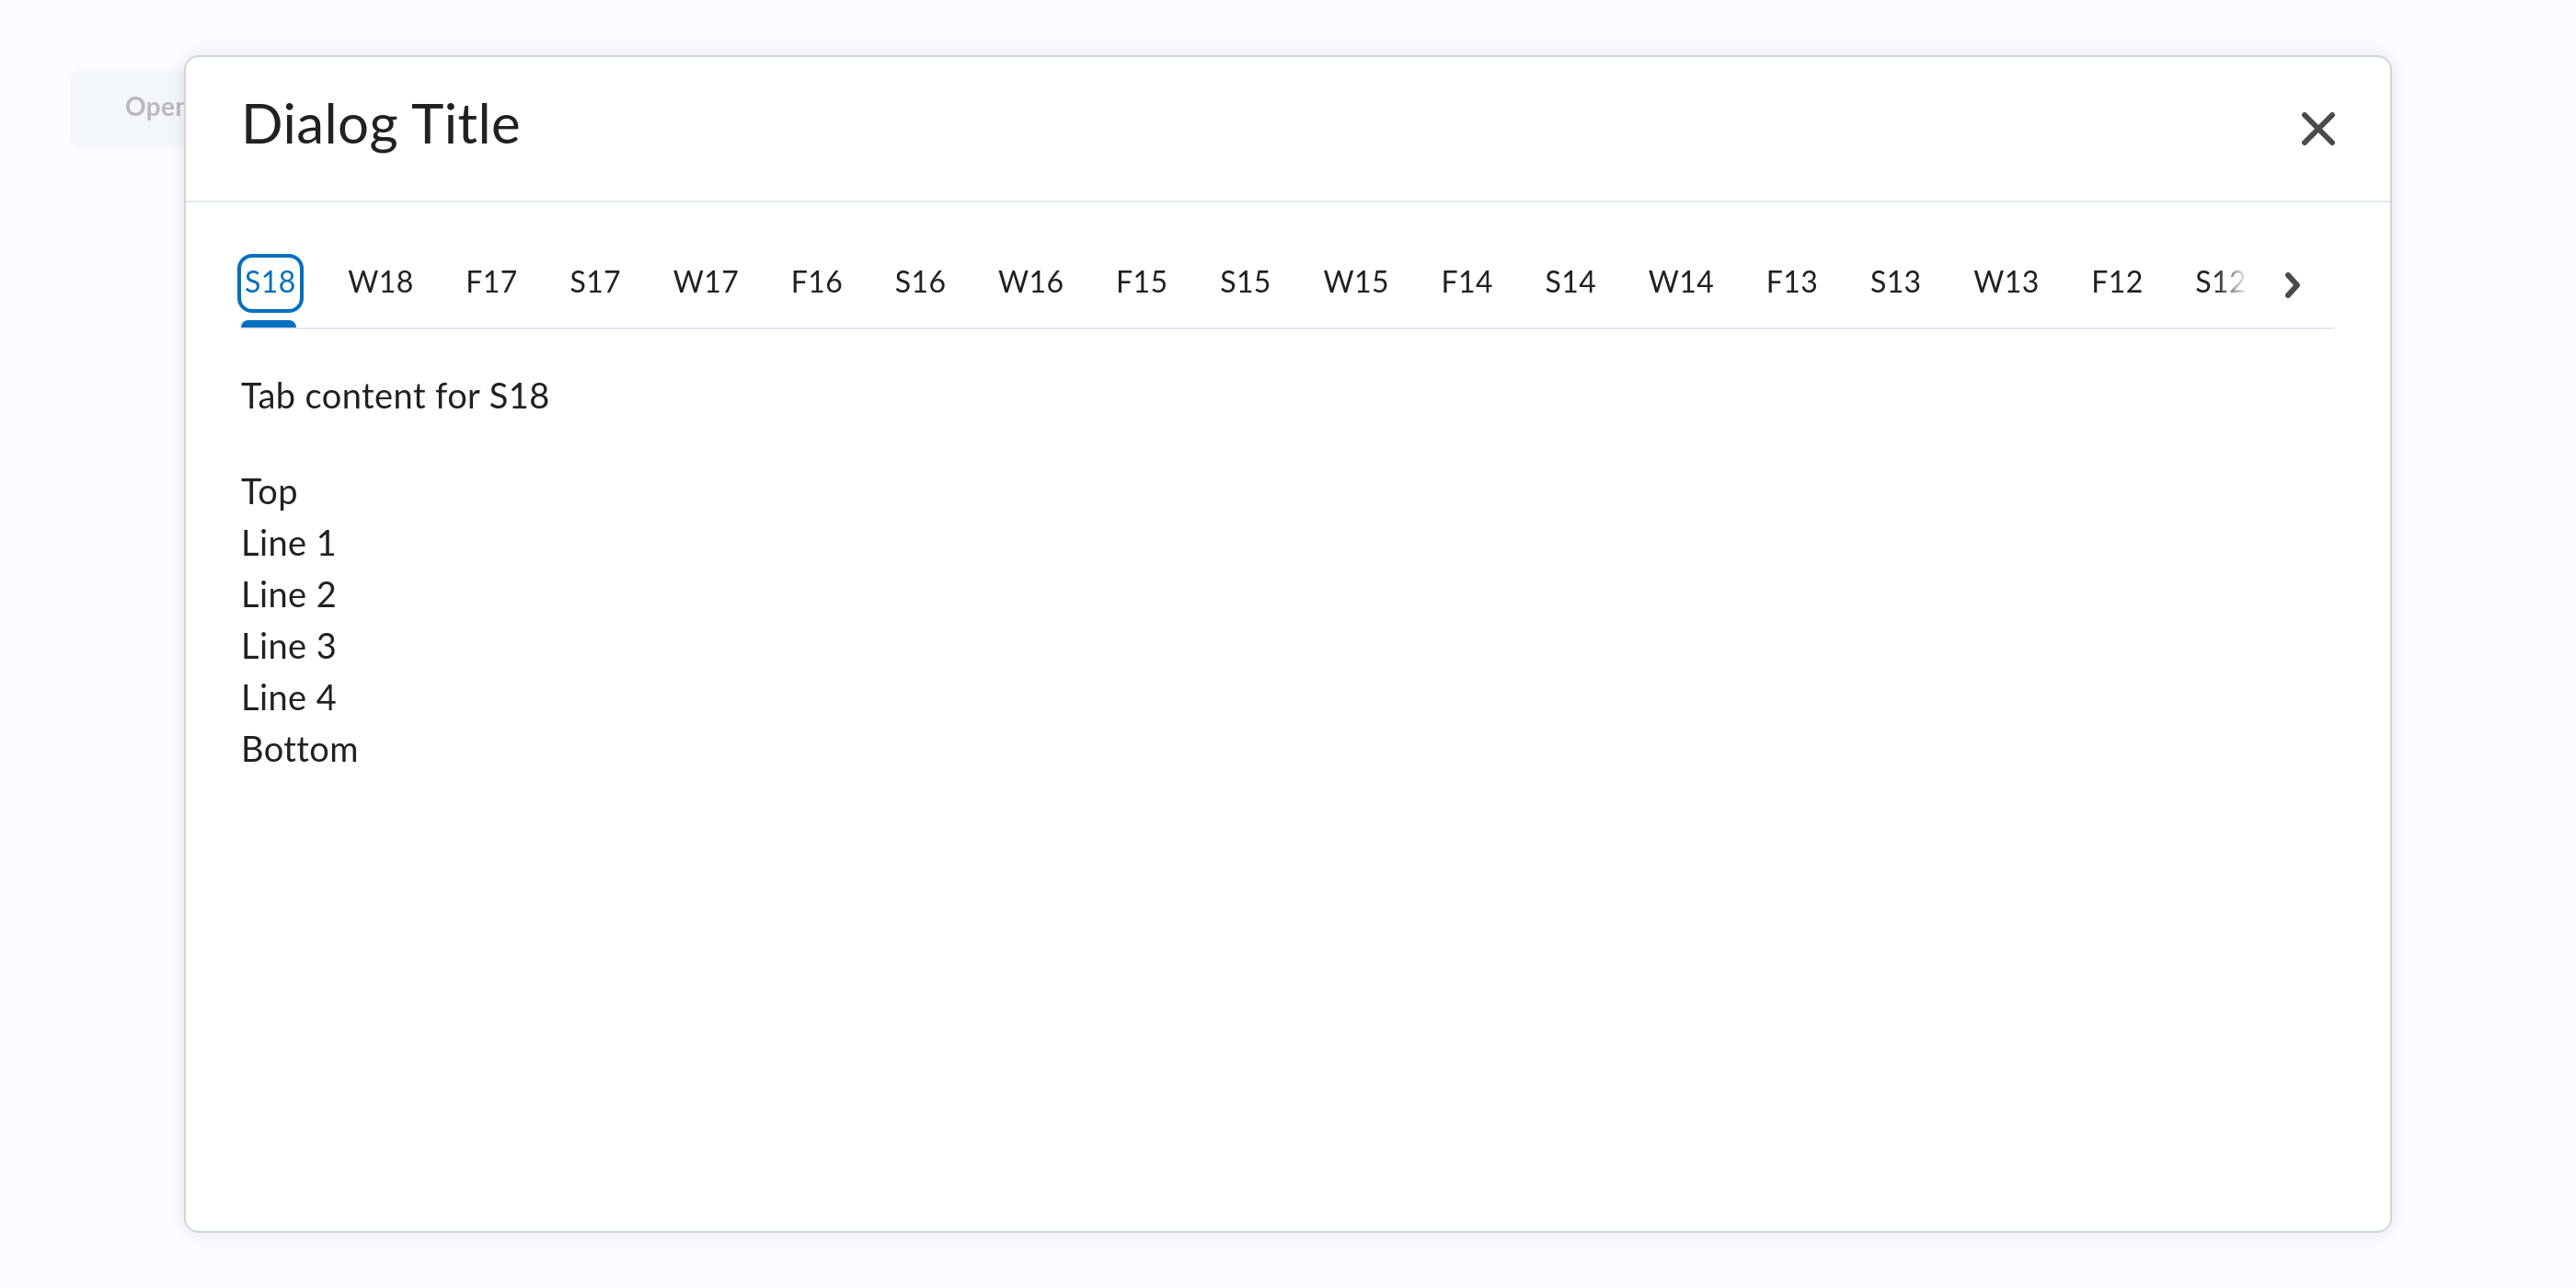 Oper
Dialog Title
S18 W18 F17 S17 W17 F16 S16 W16 F15 S15 W15 F14 S14 W14 F13 S13 W13 F12 S12
Tab content for S18
Top
Line 1
Line 2
Line 3
Line 4
Bottom